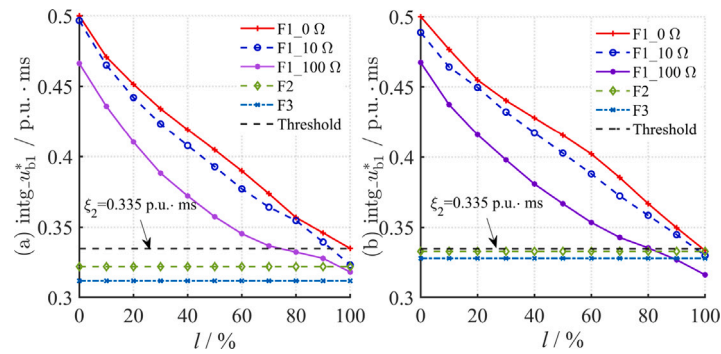 (a) intg_u*b1 / p.u. · ms
0.5
0.45
0.4
0.35
0.3
F1_0 Ω
F1_10 Ω
F1_100 Ω
F2
F3
Threshold
ξ2=0.335 p.u.· ms
0 20 40 60 80 100
l / %
(b) intg_u*b1 / p.u. · ms
0.5
0.45
0.4
0.35
0.3
F1_0 Ω
F1_10 Ω
F1_100 Ω
F2
F3
Threshold
ξ2=0.335 p.u.· ms
0 20 40 60 80 100
l / %